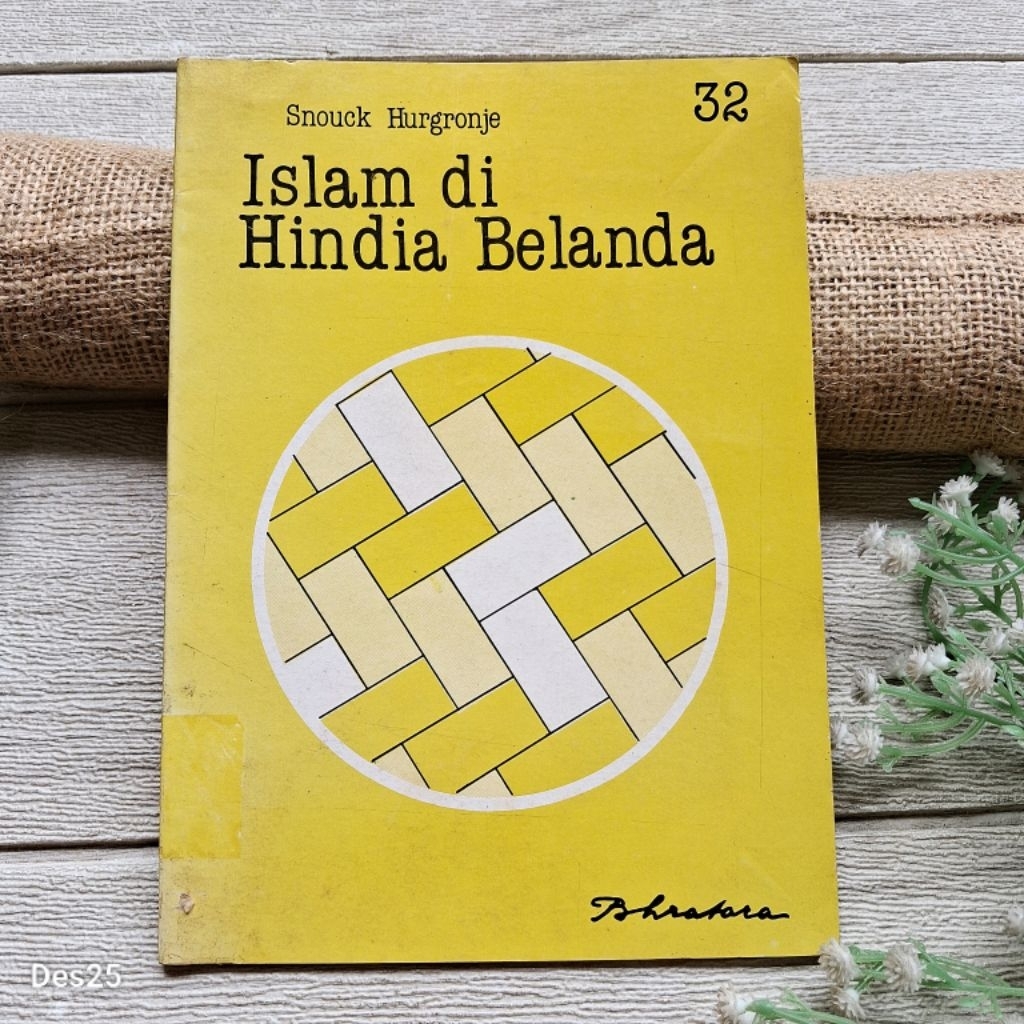 Snouck Hurgronje
32
Islam di
Hindia Belanda
Bhratara
Des25